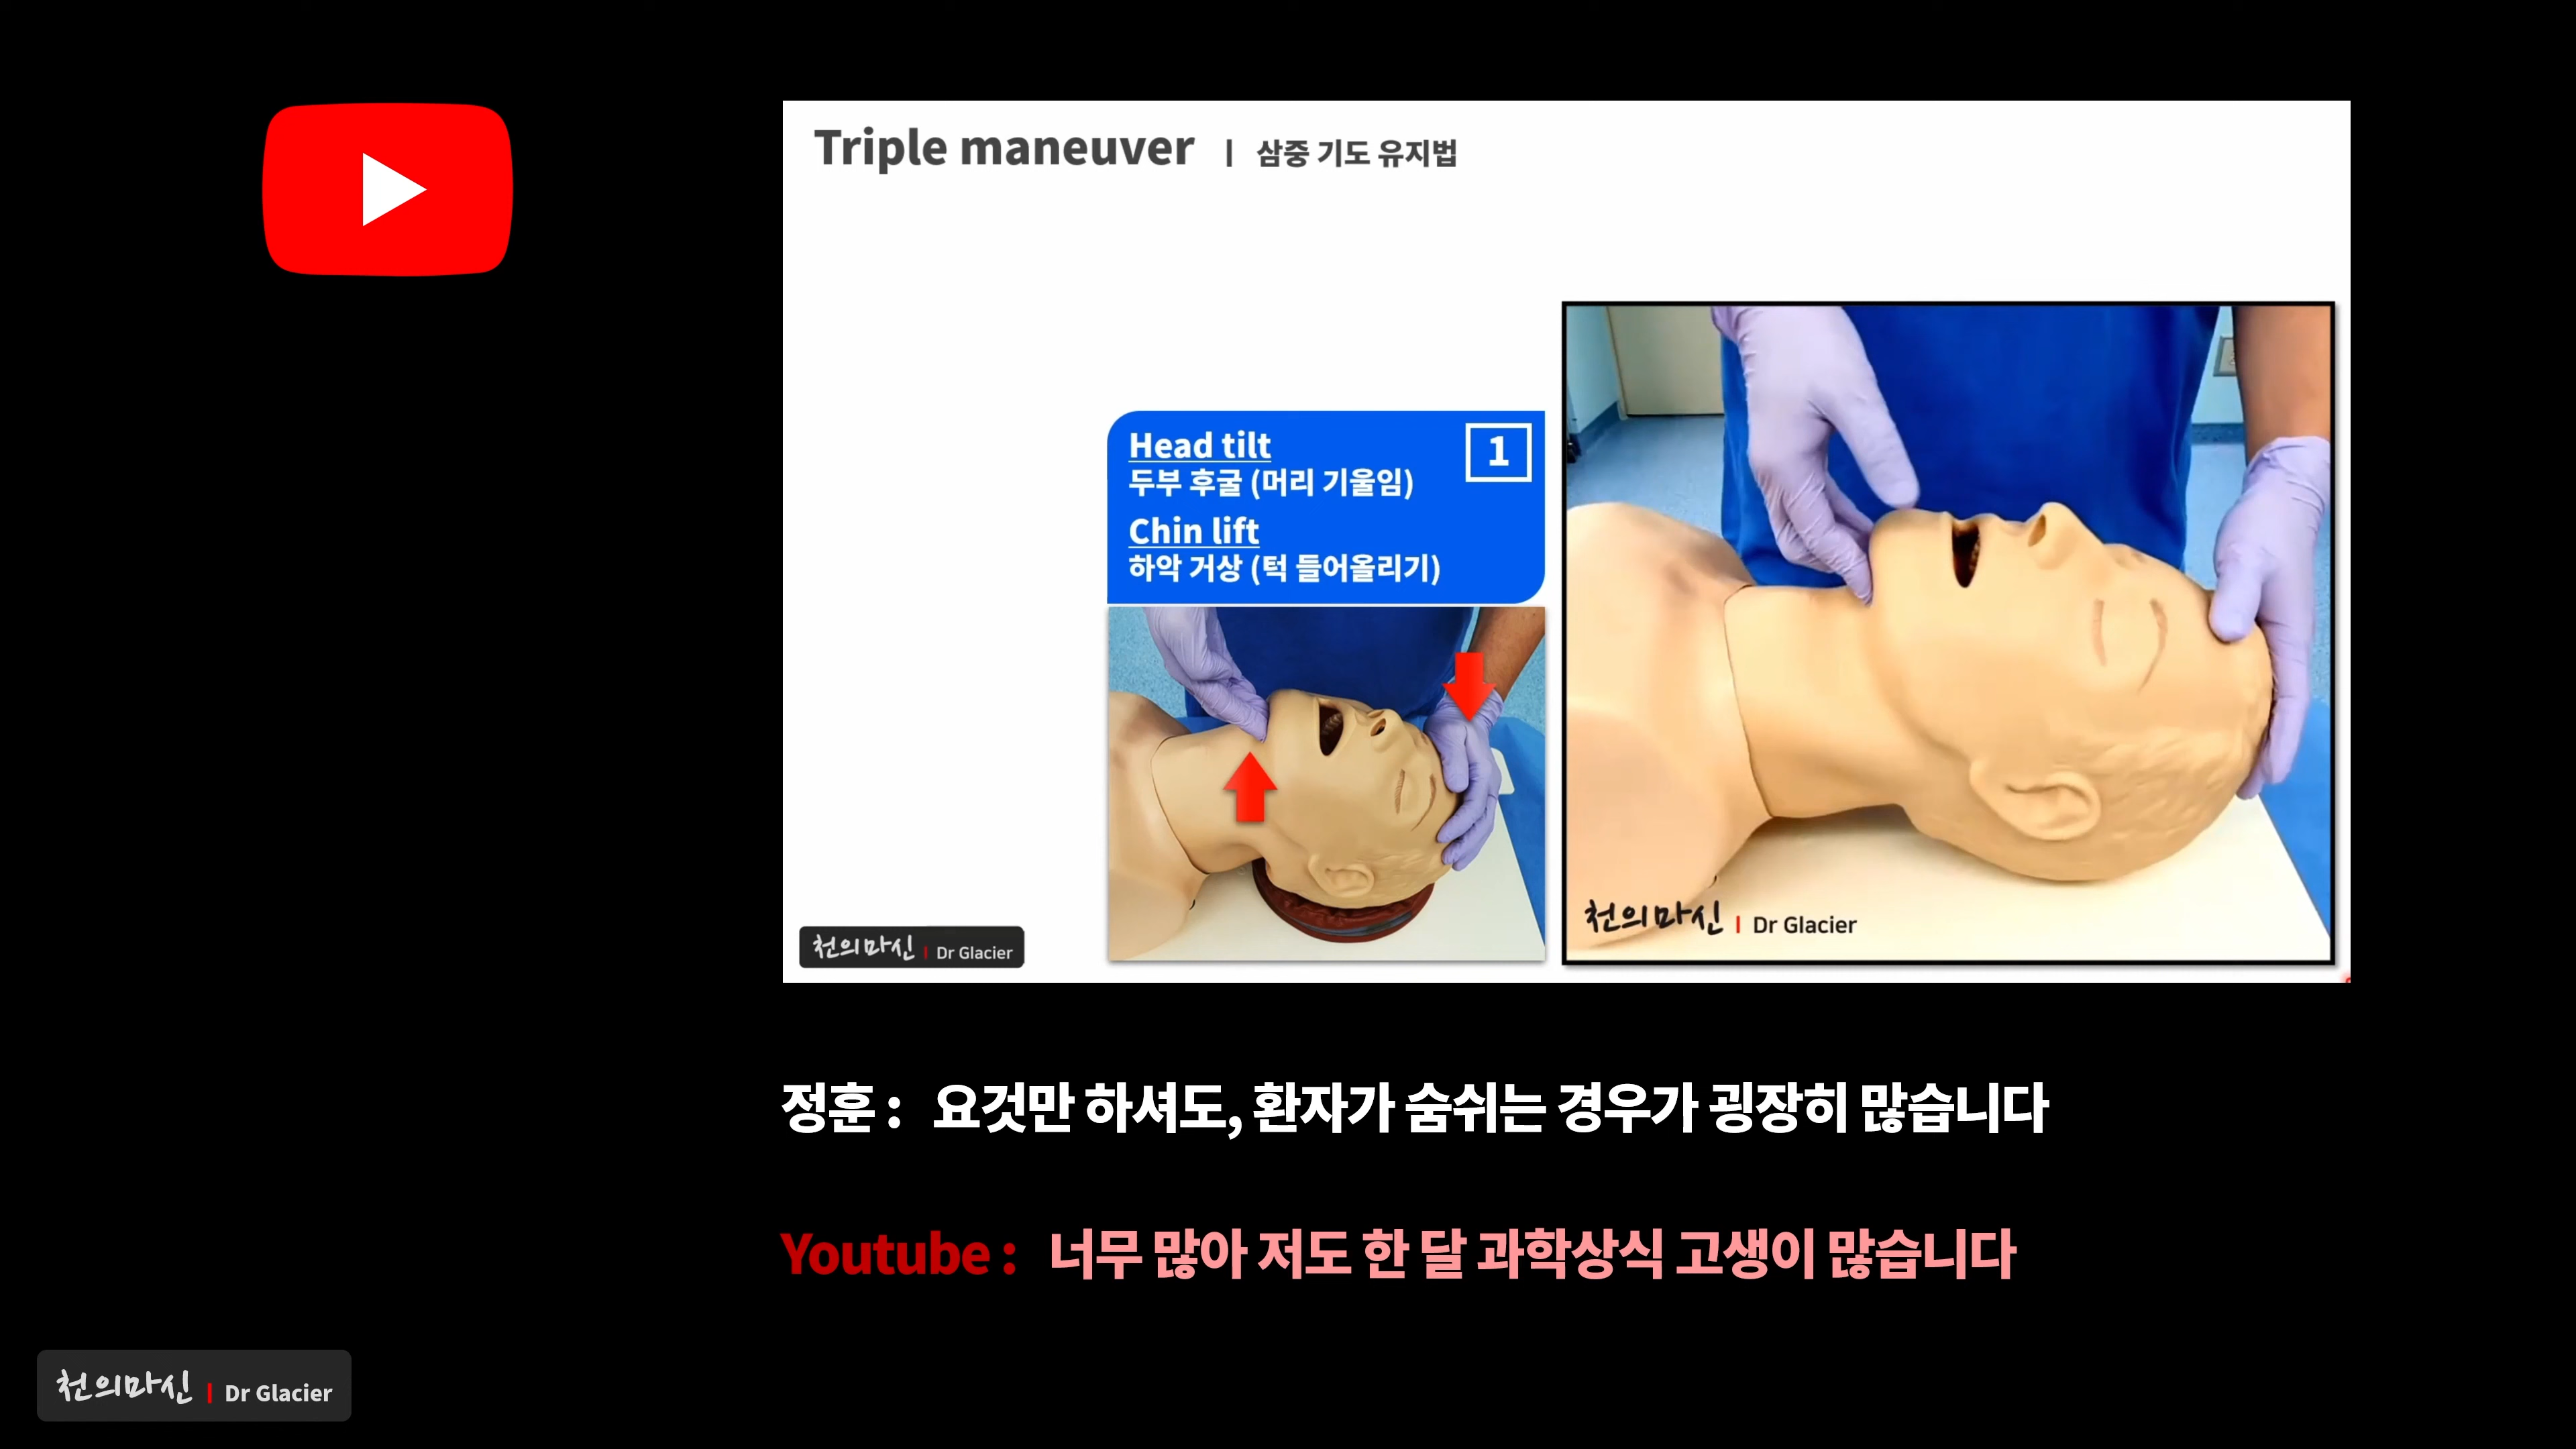 Triple maneuver | 삼중 기도 유지법
Head tilt
두부 후굴 (머리 기울임)
1
Chin lift
하악 거상 (턱 들어올리기)
천의마신 | Dr Glacier
천의마신 | Dr Glacier
정훈 : 요것만 하셔도, 환자가 숨쉬는 경우가 굉장히 많습니다
Youtube : 너무 많아 저도 한 달 과학상식 고생이 많습니다
천의마신 | Dr Glacier